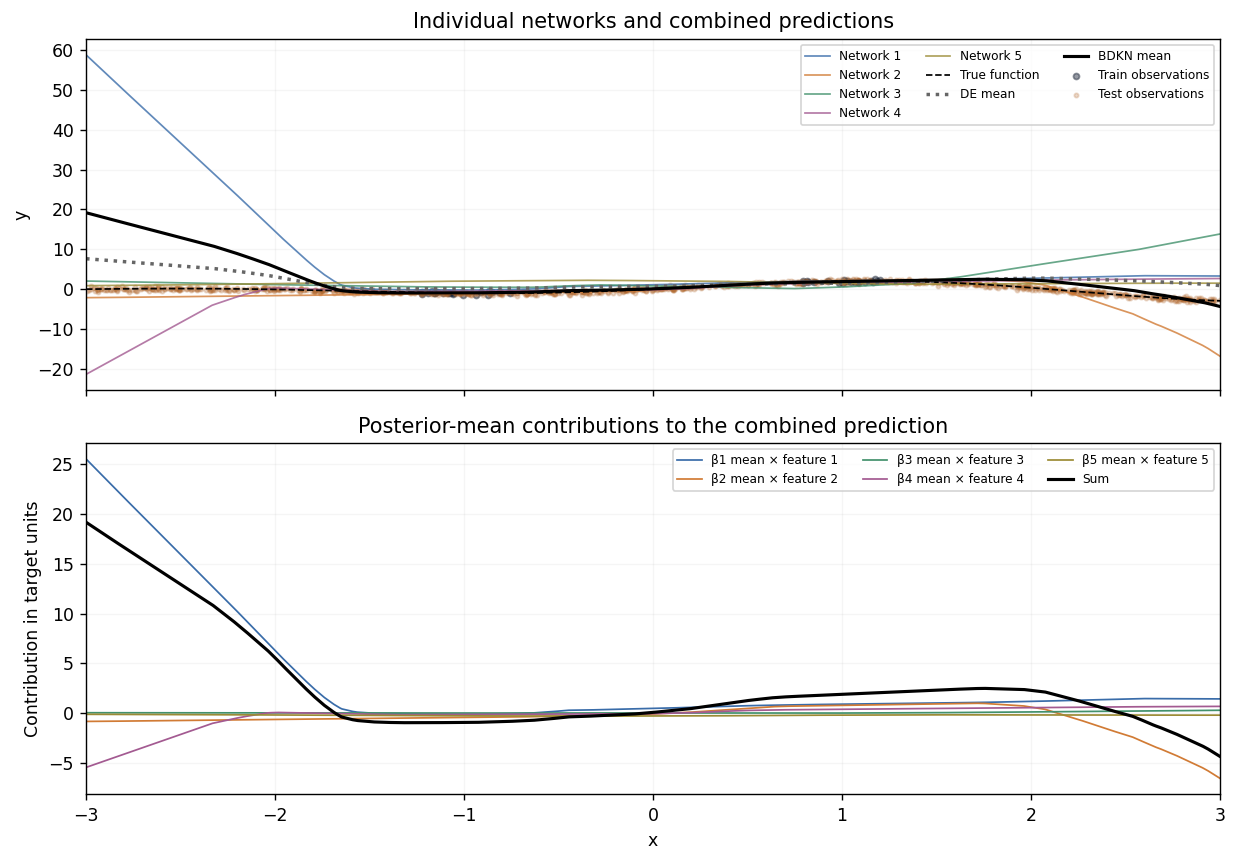 Individual networks and combined predictions
60
50
40
30
20
10
0
−10
−20
y
Network 1
Network 2
Network 3
Network 4
Network 5
True function
DE mean
BDKN mean
Train observations
Test observations
Posterior-mean contributions to the combined prediction
25
20
15
10
5
0
−5
Contribution in target units
β1 mean × feature 1
β2 mean × feature 2
β3 mean × feature 3
β4 mean × feature 4
β5 mean × feature 5
Sum
−3
−2
−1
0
1
2
3
x